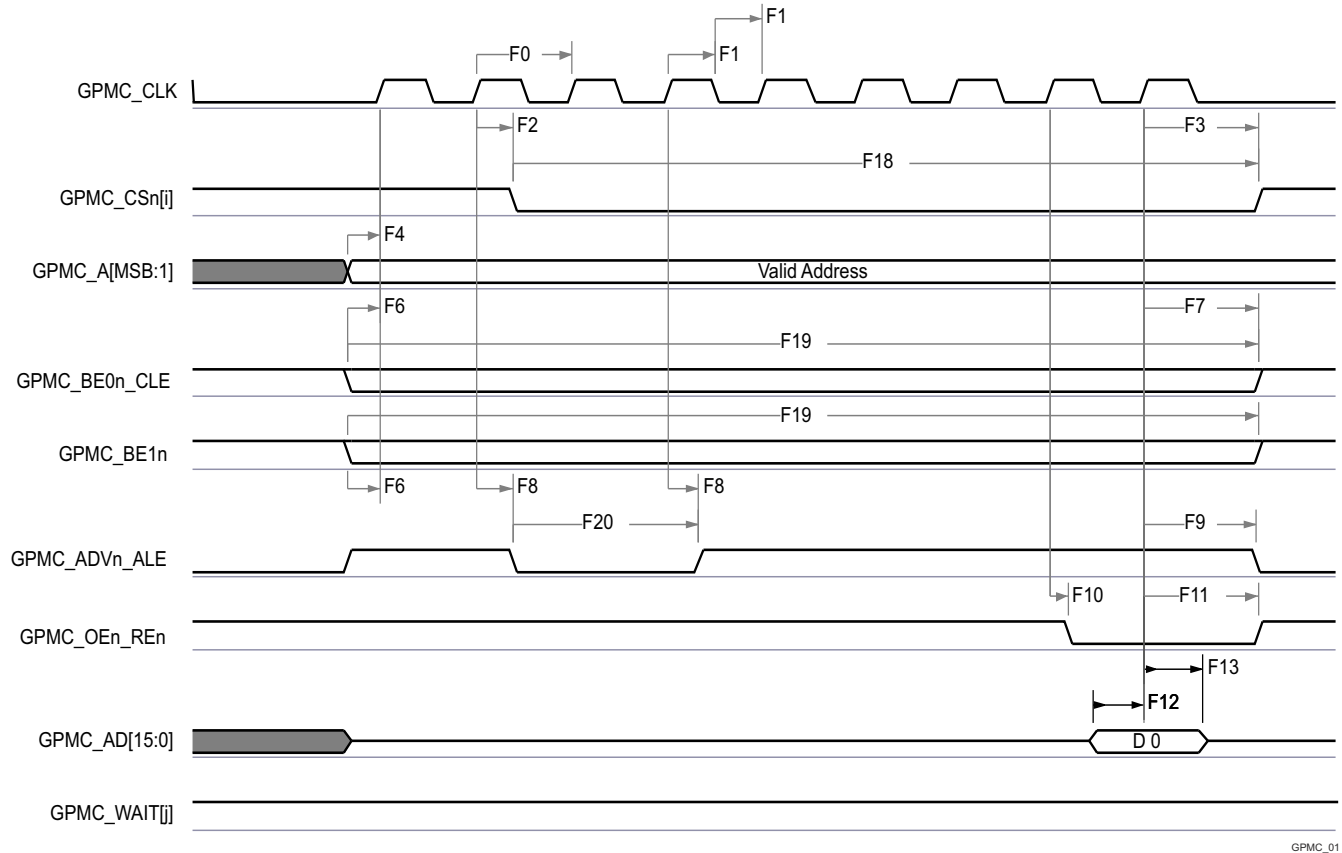 F1
F0
F1
GPMC_CLK
F2
F3
F18
GPMC_CSn[i]
F4
GPMC_A[MSB:1]
Valid Address
F6
F7
F19
GPMC_BE0n_CLE
F19
GPMC_BE1n
F6
F8
F8
F20
F9
GPMC_ADVn_ALE
F10
F11
GPMC_OEn_REn
F13
F12
GPMC_AD[15:0]
D 0
GPMC_WAIT[j]
GPMC_01